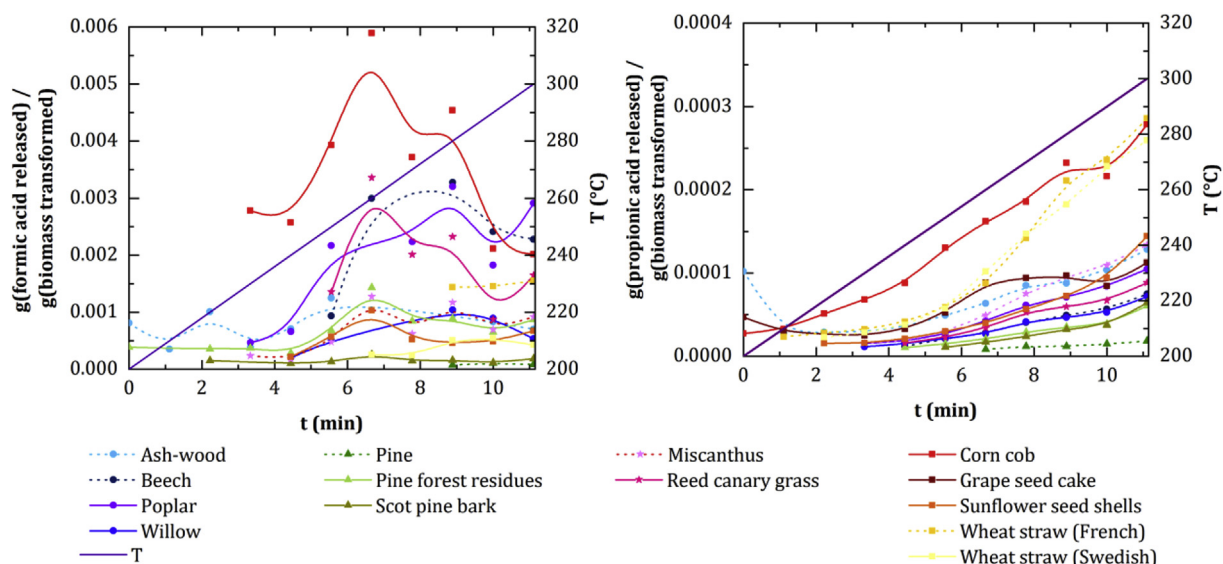 g(formic acid released) /
g(biomass transformed)
0.006
0.005
0.004
0.003
0.002
0.001
0.000
0
2
4
6
8
10
t (min)
320
300
280
260
240
220
200
T (°C)
g(propionic acid released) /
g(biomass transformed)
0.0004
0.0003
0.0002
0.0001
0.0000
0
2
4
6
8
10
t (min)
320
300
280
260
240
220
200
T (°C)
Ash-wood
Beech
Poplar
Willow
T
Pine
Pine forest residues
Scot pine bark
Miscanthus
Reed canary grass
Corn cob
Grape seed cake
Sunflower seed shells
Wheat straw (French)
Wheat straw (Swedish)